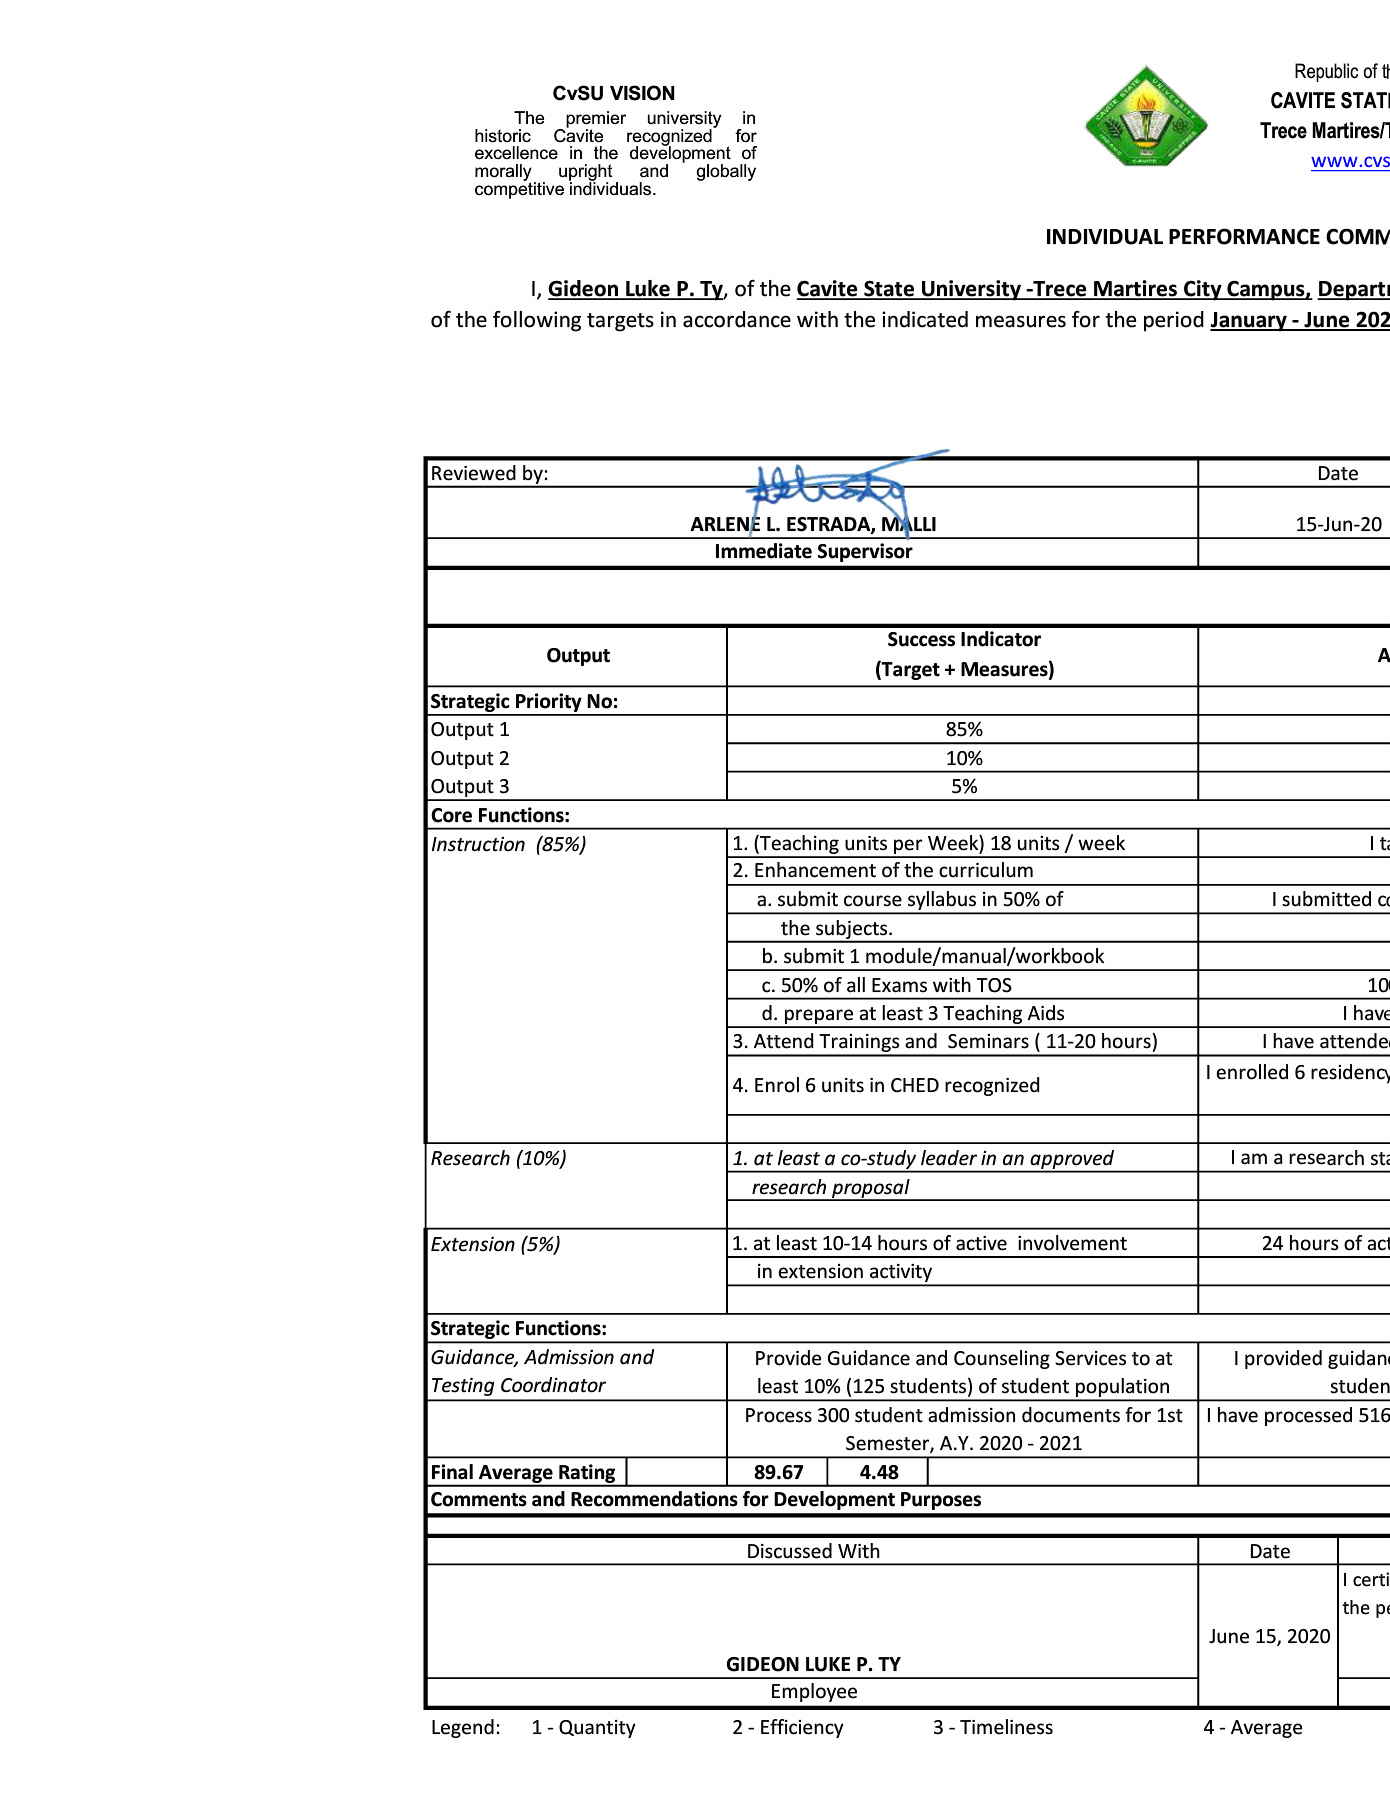 CvSU VISION
The premier university in
historic Cavite recognized for
excellence in the development of
morally upright and globally
competitive individuals.
Republic of th
CAVITE STATE
Trece Martires/T
www.cvs
INDIVIDUAL PERFORMANCE COMM
I, Gideon Luke P. Ty, of the Cavite State University -Trece Martires City Campus, Departm
of the following targets in accordance with the indicated measures for the period January - June 202
Reviewed by: Date
ARLENE L. ESTRADA, MALLI 15-Jun-20
Immediate Supervisor
Output Success Indicator A
(Target + Measures)
Strategic Priority No:
Output 1 85%
Output 2 10%
Output 3 5%
Core Functions:
Instruction (85%) 1. (Teaching units per Week) 18 units / week I ta
2. Enhancement of the curriculum
a. submit course syllabus in 50% of I submitted co
the subjects.
b. submit 1 module/manual/workbook
c. 50% of all Exams with TOS 100
d. prepare at least 3 Teaching Aids I have
3. Attend Trainings and Seminars ( 11-20 hours) I have attended
4. Enrol 6 units in CHED recognized I enrolled 6 residency
Research (10%) 1. at least a co-study leader in an approved I am a research sta
research proposal
Extension (5%) 1. at least 10-14 hours of active involvement 24 hours of act
in extension activity
Strategic Functions:
Guidance, Admission and Provide Guidance and Counseling Services to at I provided guidanc
Testing Coordinator least 10% (125 students) of student population studen
Process 300 student admission documents for 1st I have processed 516
Semester, A.Y. 2020 - 2021
Final Average Rating 89.67 4.48
Comments and Recommendations for Development Purposes
Discussed With Date
I certi
the pe
June 15, 2020
GIDEON LUKE P. TY
Employee
Legend: 1 - Quantity 2 - Efficiency 3 - Timeliness 4 - Average